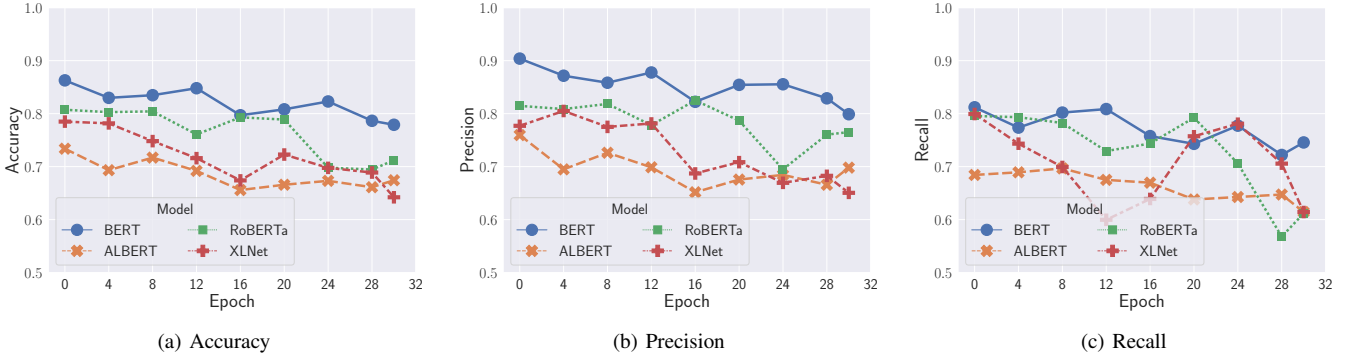 1.0
0.9
0.8
0.7
0.6
0.5
Accuracy
Model
BERT
RoBERTa
ALBERT
XLNet
0 4 8 12 16 20 24 28 32
Epoch
(a) Accuracy
1.0
0.9
0.8
0.7
0.6
0.5
Precision
Model
BERT
RoBERTa
ALBERT
XLNet
0 4 8 12 16 20 24 28 32
Epoch
(b) Precision
1.0
0.9
0.8
0.7
0.6
0.5
Recall
Model
BERT
RoBERTa
ALBERT
XLNet
0 4 8 12 16 20 24 28 32
Epoch
(c) Recall